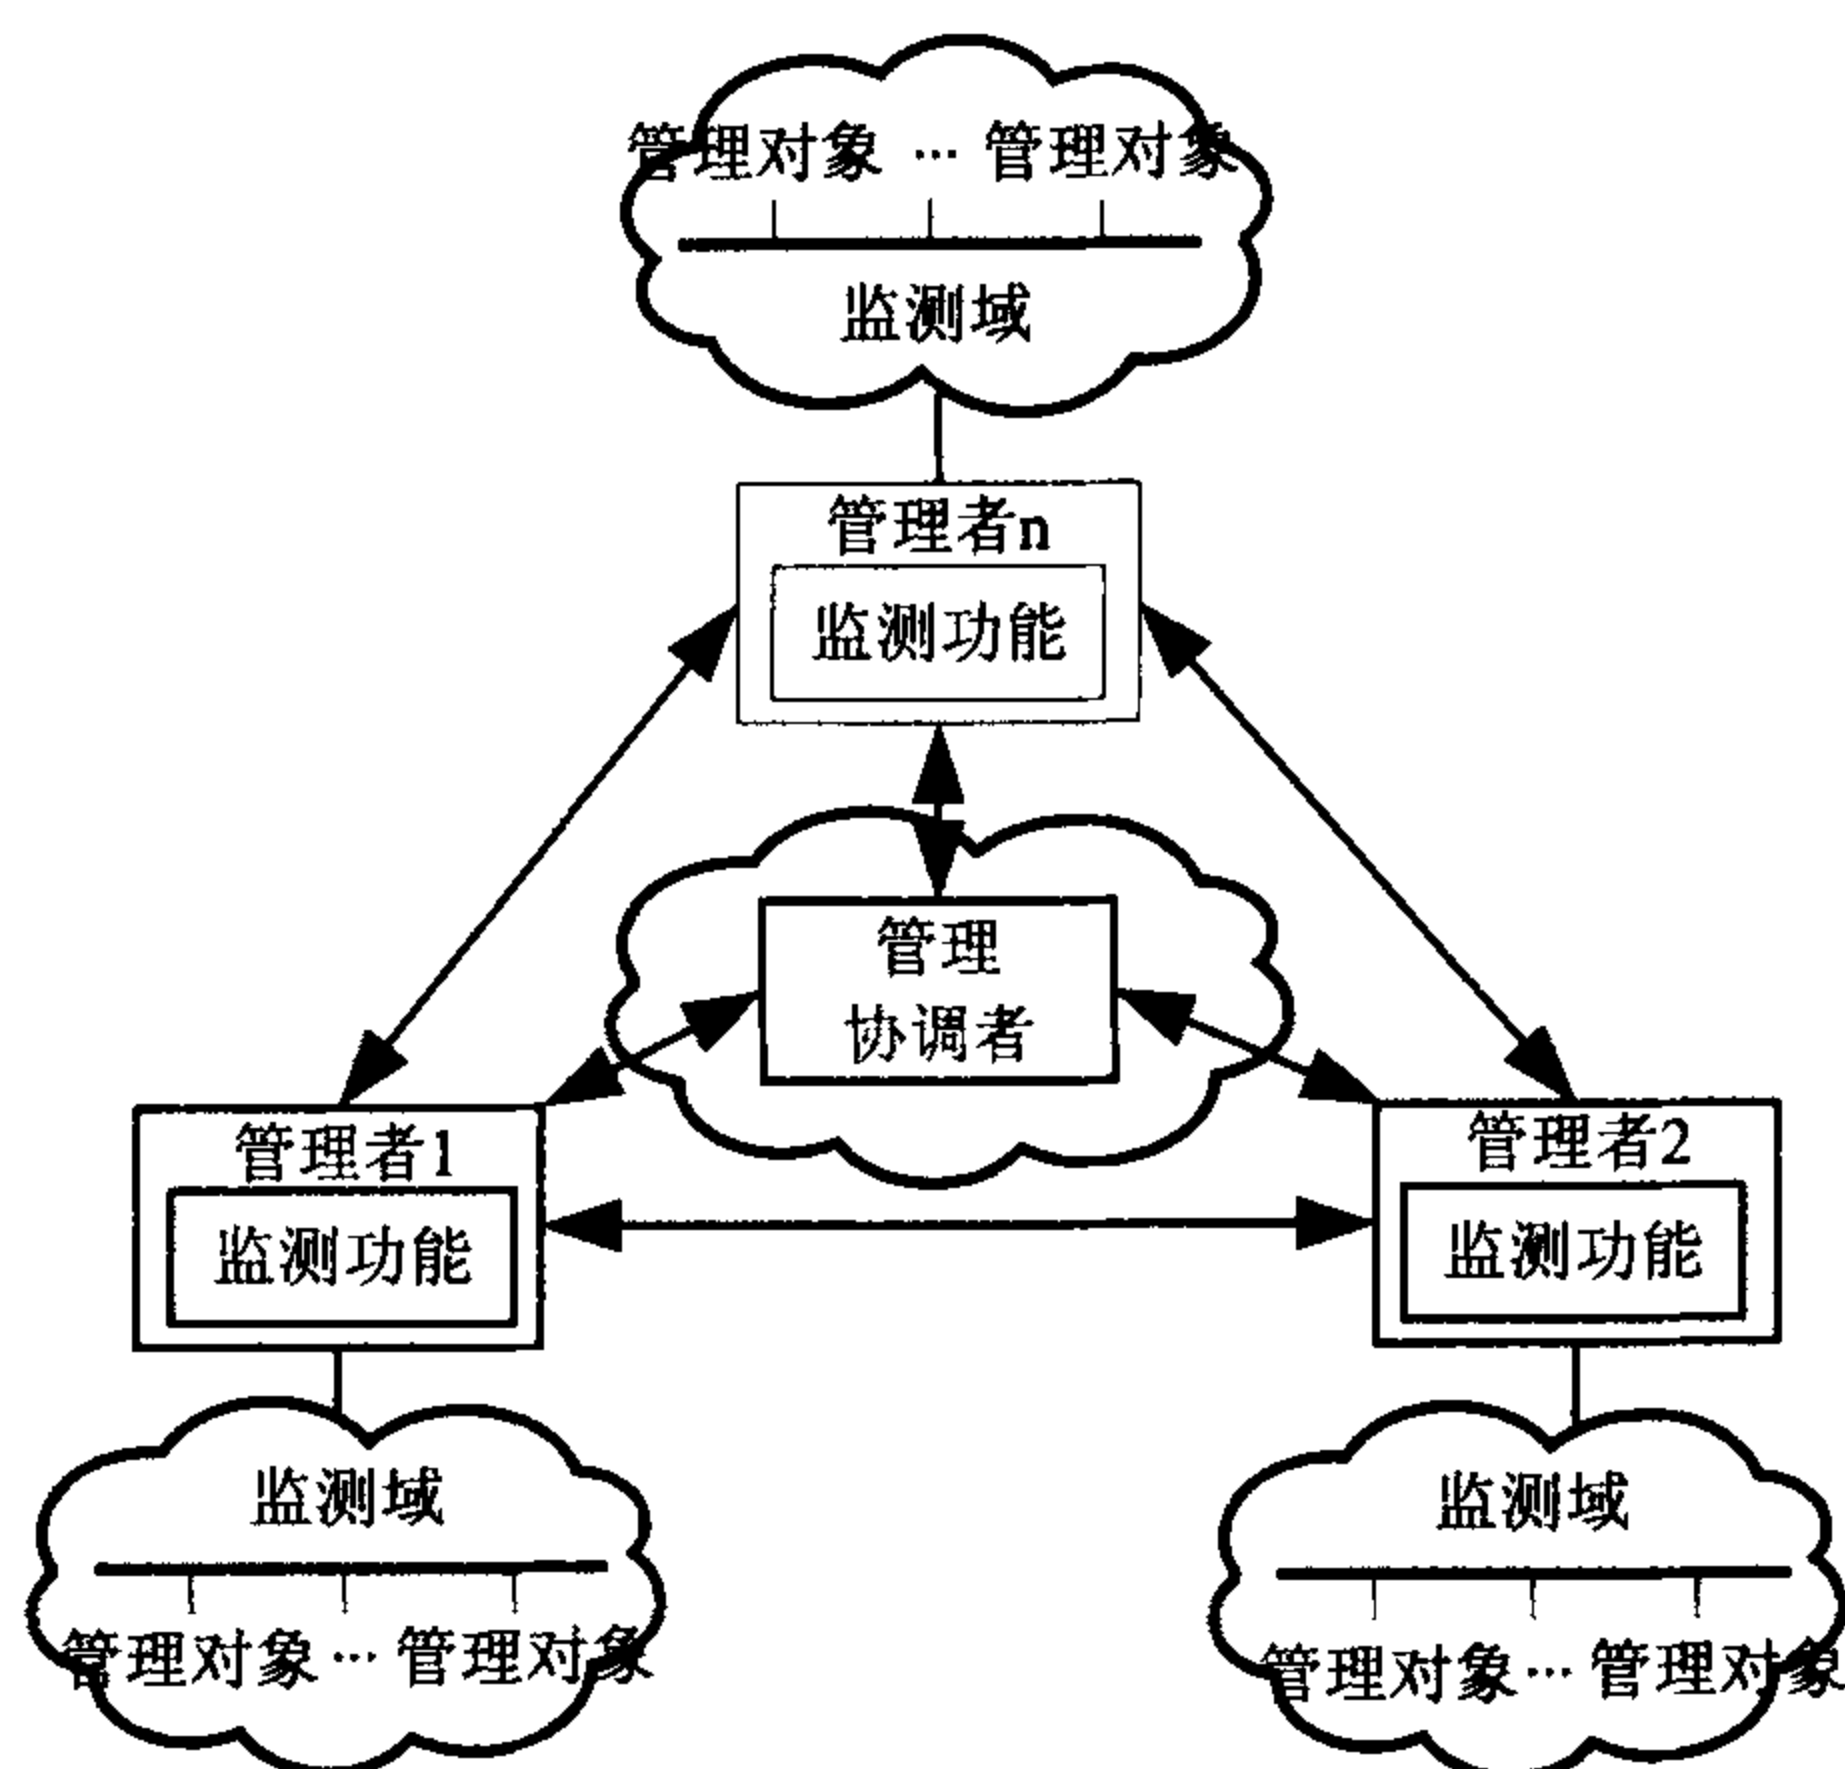 管理对象 … 管理对象
监测域
管理者n
监测功能
管理
协调者
管理者1
监测功能
管理者2
监测功能
监测域
管理对象 … 管理对象
监测域
管理对象 … 管理对象